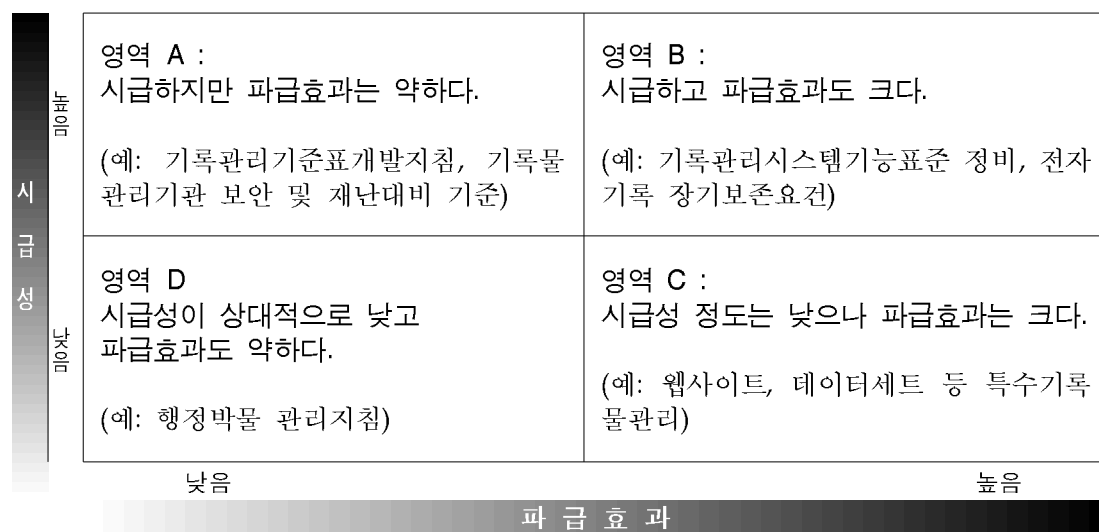 시급성
높음
낮음
영역 A :
시급하지만 파급효과는 약하다.
(예: 기록관리기준표개발지침, 기록물
관리기관 보안 및 재난대비 기준)
영역 B :
시급하고 파급효과도 크다.
(예: 기록관리시스템기능표준 정비, 전자
기록 장기보존요건)
영역 D
시급성이 상대적으로 낮고
파급효과도 약하다.
(예: 행정박물 관리지침)
영역 C :
시급성 정도는 낮으나 파급효과는 크다.
(예: 웹사이트, 데이터세트 등 특수기록
물관리)
낮음
높음
파급효과